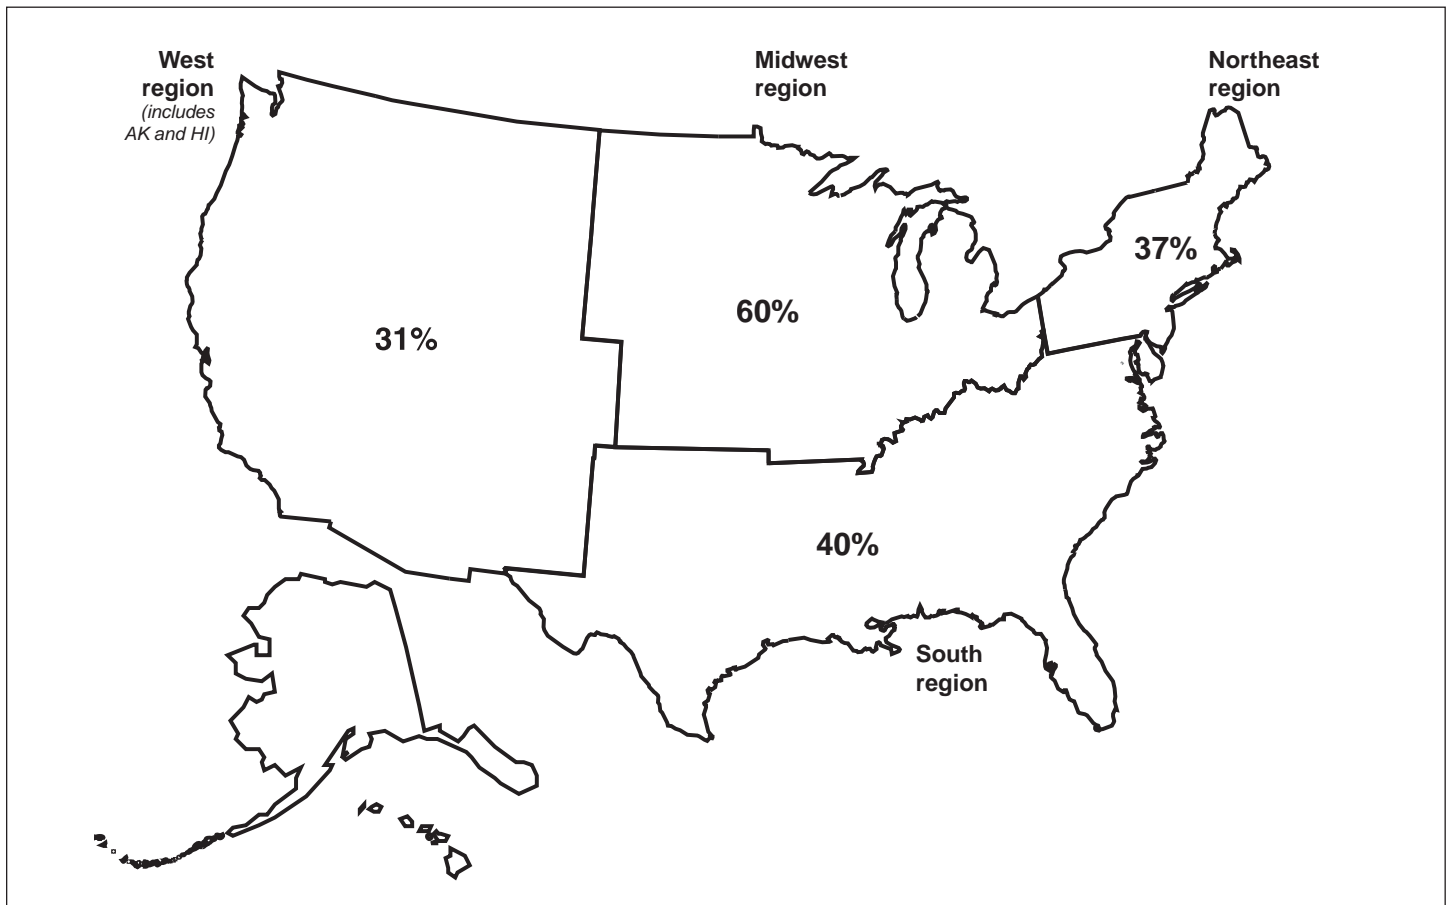 West
region
(includes
AK and HI)
Midwest
region
Northeast
region
37%
60%
31%
40%
South
region